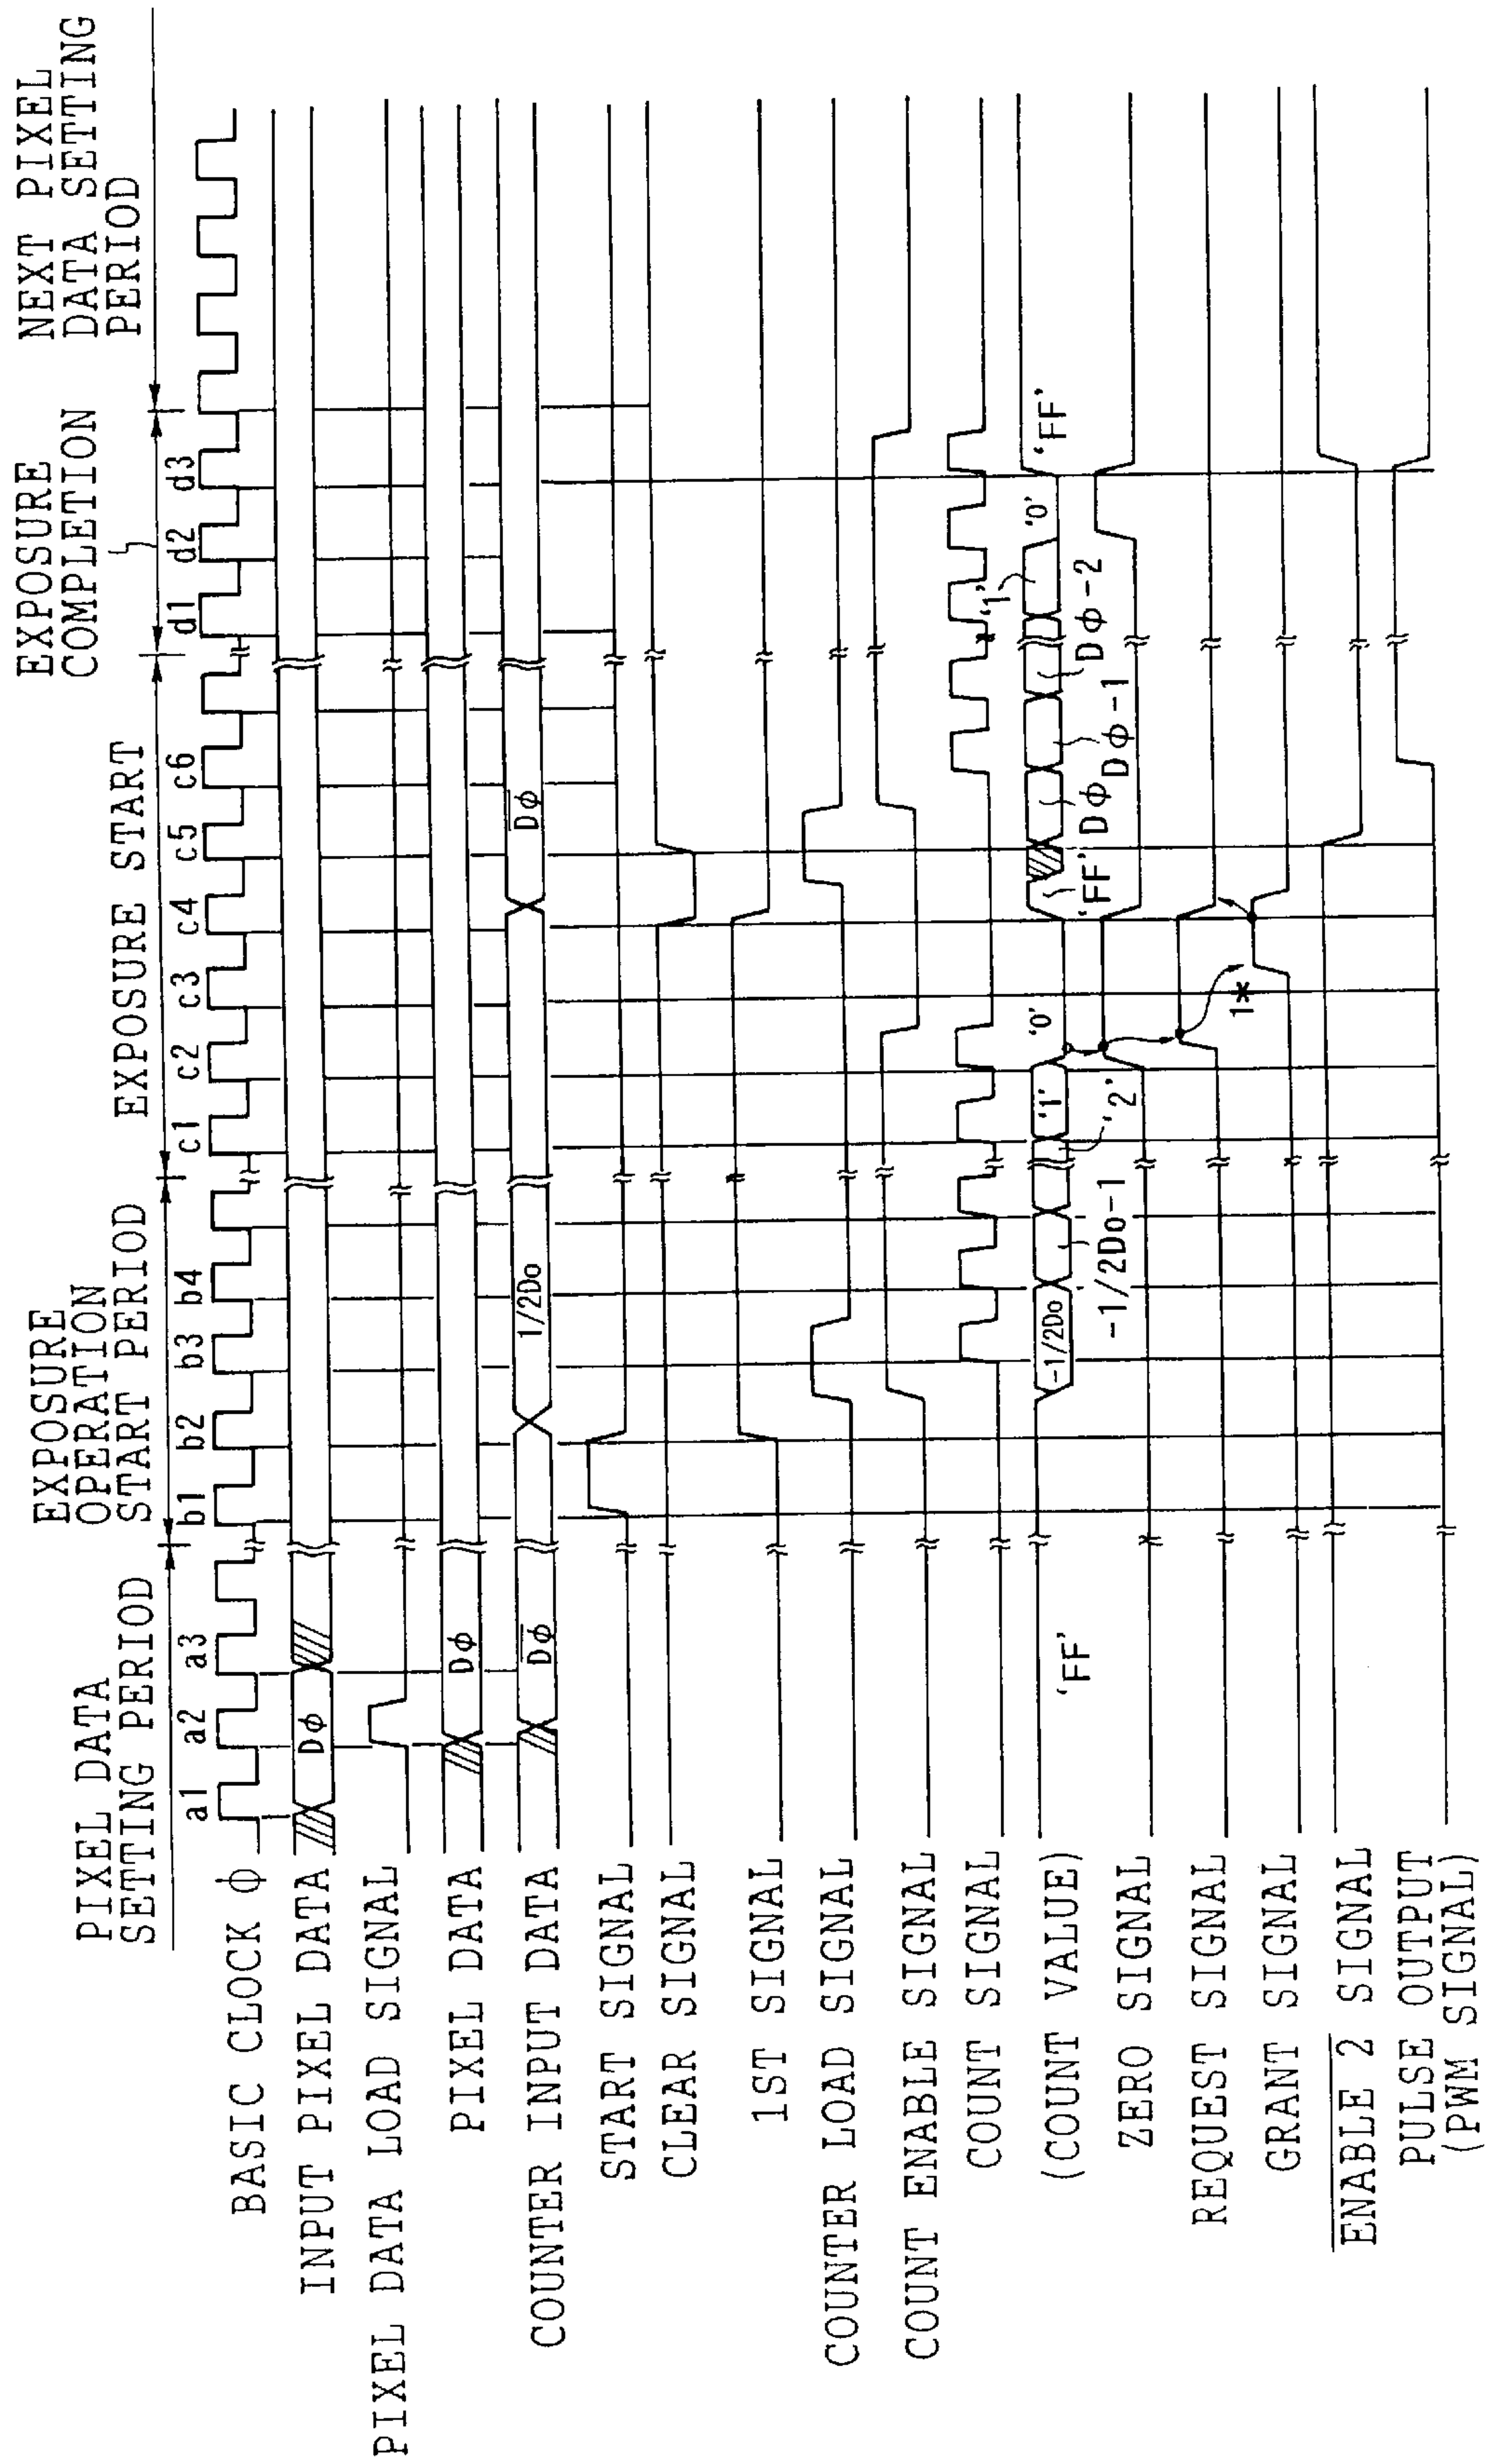 PIXEL DATA
SETTING PERIOD
EXPOSURE
OPERATION
START PERIOD
EXPOSURE START
EXPOSURE
COMPLETION
NEXT PIXEL
DATA SETTING
PERIOD
a1 a2 a3 b1 b2 b3 b4 c1 c2 c3 c4 c5 c6 d1 d2 d3
BASIC CLOCK ϕ
INPUT PIXEL DATA
Dϕ
PIXEL DATA LOAD SIGNAL
PIXEL DATA
Dϕ
COUNTER INPUT DATA
D̅ϕ̅ 1/2Do D̅ϕ̅
START SIGNAL
CLEAR SIGNAL
1ST SIGNAL
COUNTER LOAD SIGNAL
COUNT ENABLE SIGNAL
COUNT SIGNAL
(COUNT VALUE)
'FF' -1/2Do -1/2Do-1 '2' '1' '0' 'FF' Dϕ Dϕ-1 Dϕ-2 '1' '0' 'FF'
ZERO SIGNAL
REQUEST SIGNAL
GRANT SIGNAL
1*
E̅N̅A̅B̅L̅E̅ ̅2̅ SIGNAL
PULSE OUTPUT
(PWM SIGNAL)